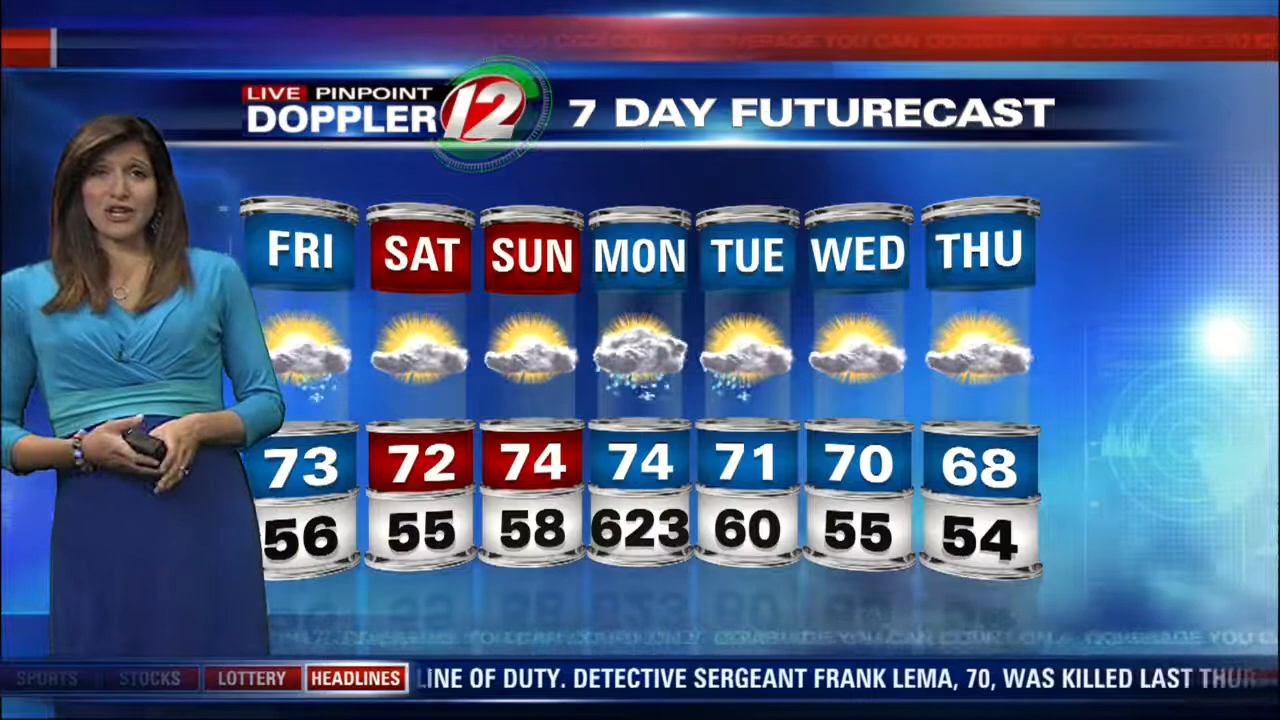 LIVE PINPOINT
DOPPLER 12
7 DAY FUTURECAST
FRI SAT SUN MON TUE WED THU
73 72 74 74 71 70 68
56 55 58 623 60 55 54
SPORTS STOCKS LOTTERY HEADLINES LINE OF DUTY. DETECTIVE SERGEANT FRANK LEMA, 70, WAS KILLED LAST THUR